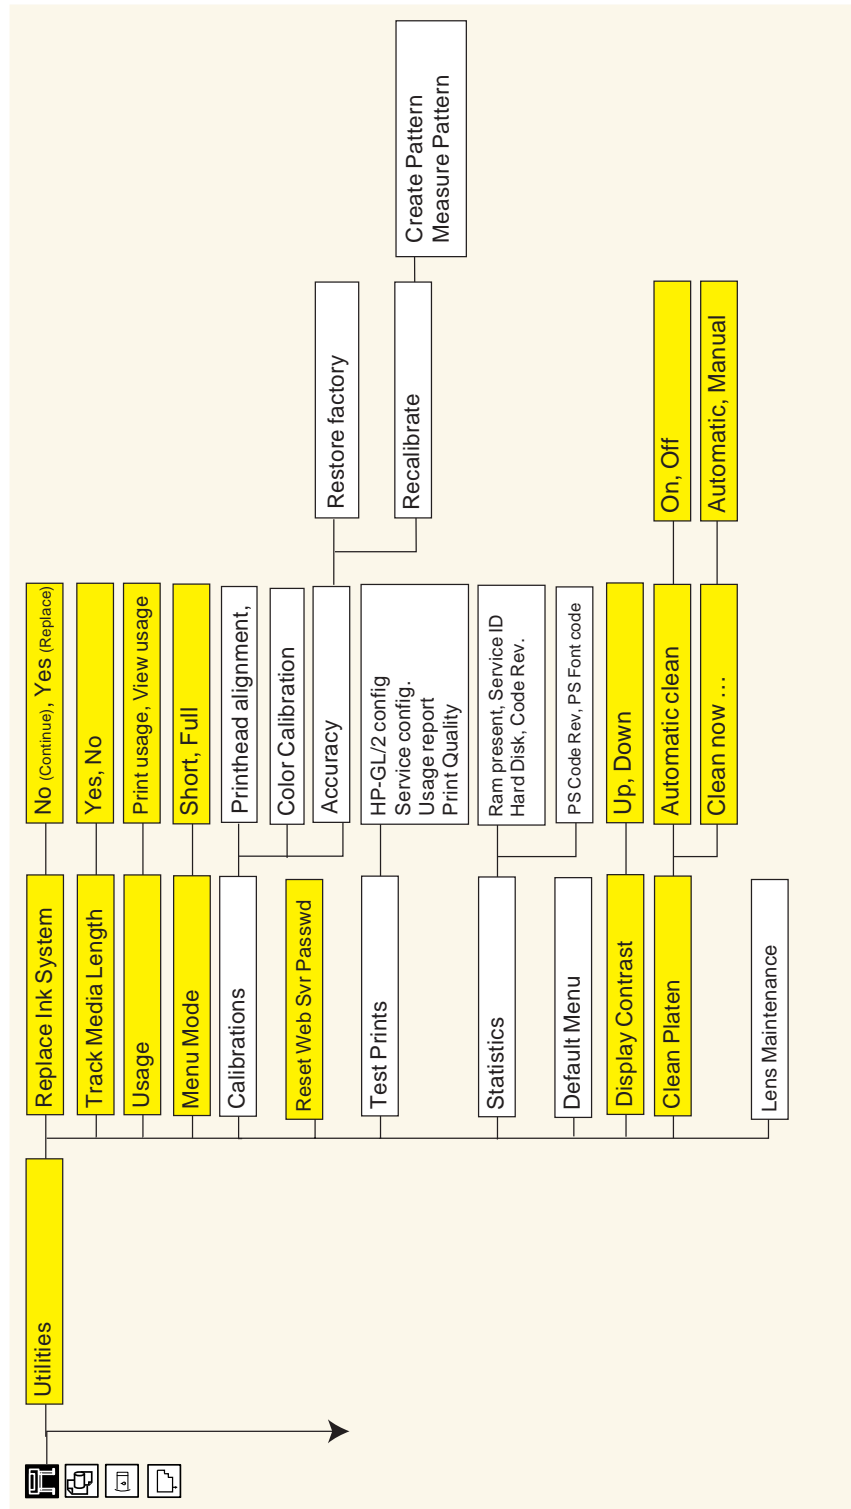 Utilities
Replace Ink System
No (Continue), Yes (Replace)
Track Media Length
Yes, No
Usage
Print usage, View usage
Menu Mode
Short, Full
Calibrations
Printhead alignment,
Color Calibration
Accuracy
Restore factory
Recalibrate
Create Pattern
Measure Pattern
Reset Web Svr Passwd
Test Prints
HP-GL/2 config
Service config.
Usage report
Print Quality
Statistics
Ram present, Service ID
Hard Disk, Code Rev.
PS Code Rev, PS Font code
Default Menu
Display Contrast
Up, Down
Clean Platen
Automatic clean
On, Off
Clean now ...
Automatic, Manual
Lens Maintenance